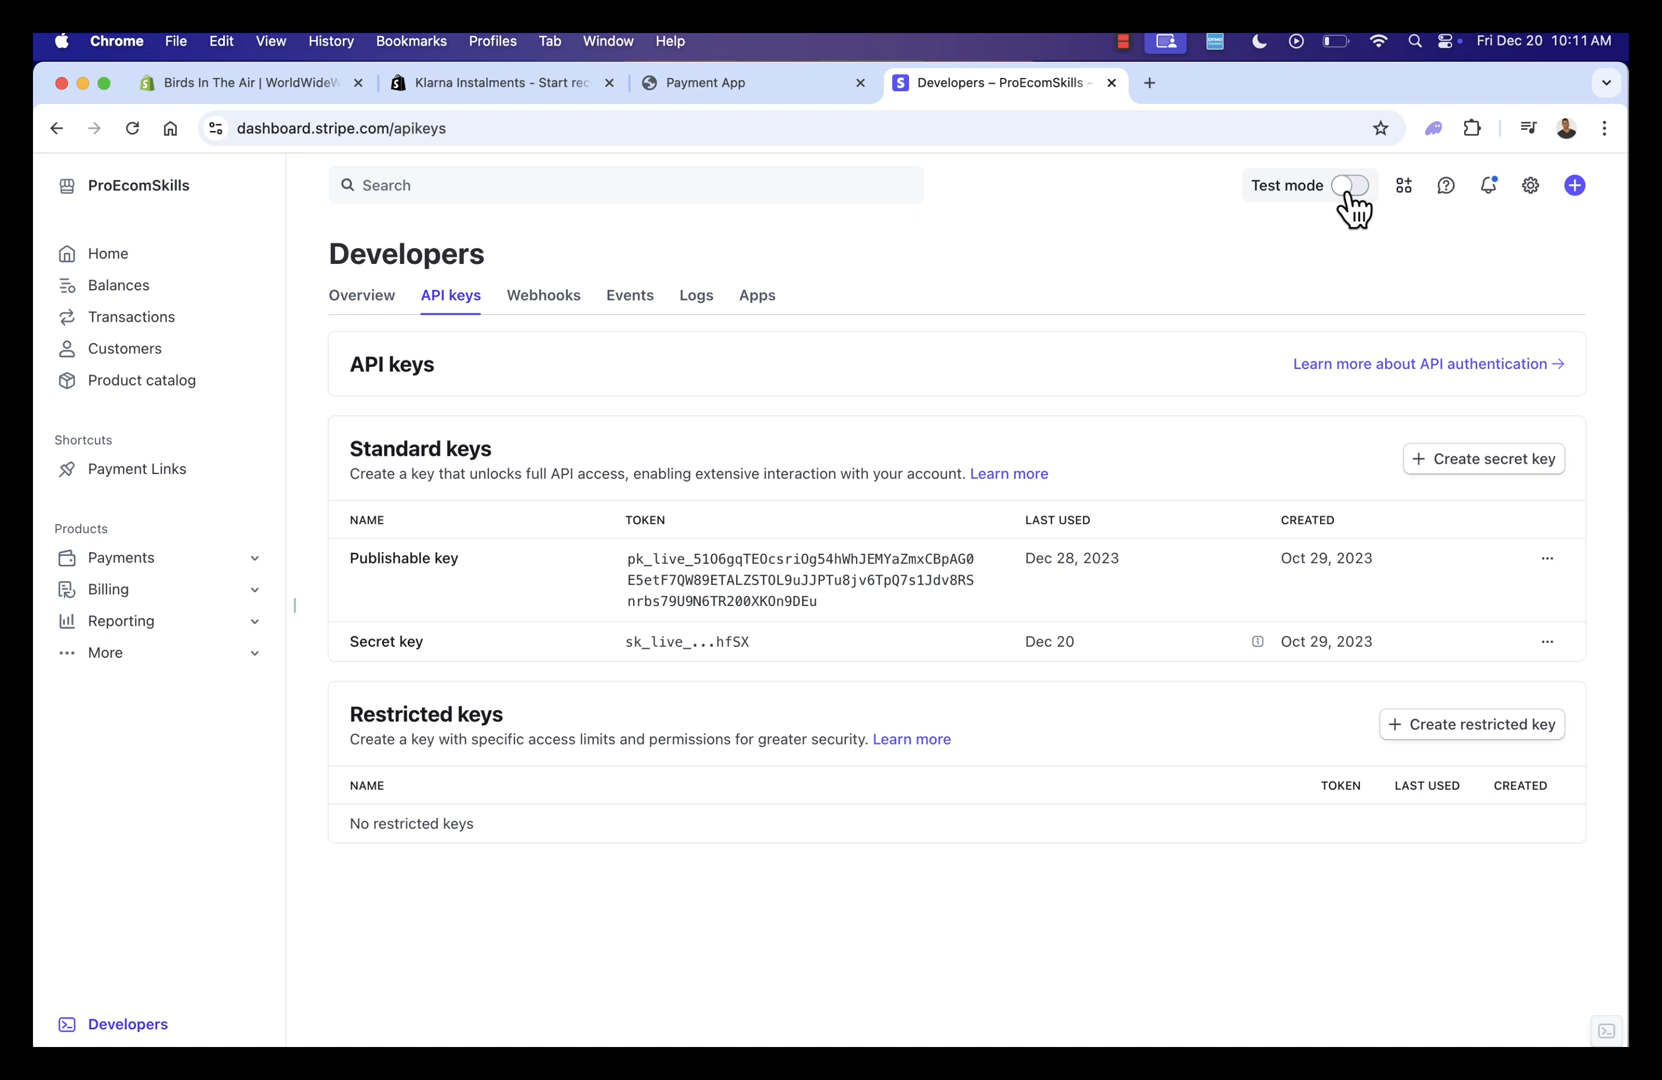 Chrome File Edit View History Bookmarks Profiles Tab Window Help Fri Dec 20 10:11 AM
Birds In The Air | WorldWideW Klarna Instalments - Start rec Payment App Developers – ProEcomSkills -
dashboard.stripe.com/apikeys
ProEcomSkills
Search
Test mode
Home
Balances
Transactions
Customers
Product catalog
Shortcuts
Payment Links
Products
Payments
Billing
Reporting
More
Developers
Developers
Overview API keys Webhooks Events Logs Apps
API keys
Learn more about API authentication →
Standard keys
Create a key that unlocks full API access, enabling extensive interaction with your account. Learn more
+ Create secret key
NAME TOKEN LAST USED CREATED
Publishable key pk_live_51O6gqTEOcsriOg54hWhJEMYaZmxCBpAG0 Dec 28, 2023 Oct 29, 2023
E5etF7QW89ETALZSTOL9uJJPTu8jv6TpQ7s1Jdv8RS
nrbs79U9N6TR200XKOn9DEu
Secret key sk_live_...hfSX Dec 20 Oct 29, 2023
Restricted keys
Create a key with specific access limits and permissions for greater security. Learn more
+ Create restricted key
NAME TOKEN LAST USED CREATED
No restricted keys